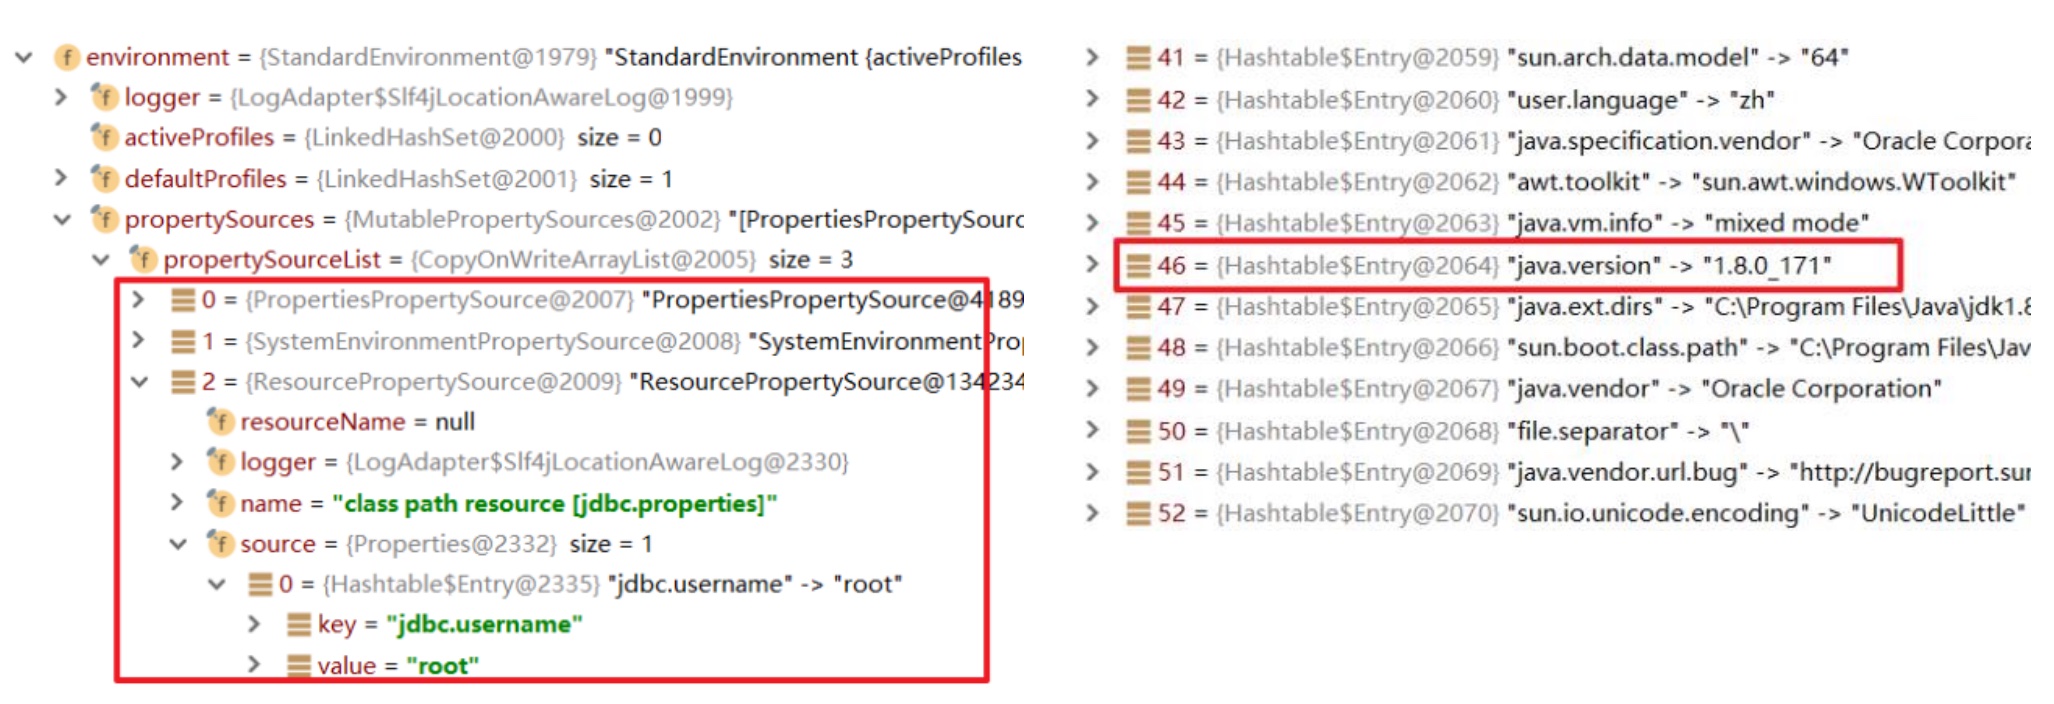 environment = {StandardEnvironment@1979} "StandardEnvironment {activeProfiles
logger = {LogAdapter$Slf4jLocationAwareLog@1999}
activeProfiles = {LinkedHashSet@2000} size = 0
defaultProfiles = {LinkedHashSet@2001} size = 1
propertySources = {MutablePropertySources@2002} "[PropertiesPropertySourc
propertySourceList = {CopyOnWriteArrayList@2005} size = 3
0 = {PropertiesPropertySource@2007} "PropertiesPropertySource@4189
1 = {SystemEnvironmentPropertySource@2008} "SystemEnvironmentProp
2 = {ResourcePropertySource@2009} "ResourcePropertySource@134234
resourceName = null
logger = {LogAdapter$Slf4jLocationAwareLog@2330}
name = "class path resource [jdbc.properties]"
source = {Properties@2332} size = 1
0 = {Hashtable$Entry@2335} "jdbc.username" -> "root"
key = "jdbc.username"
value = "root"
41 = {Hashtable$Entry@2059} "sun.arch.data.model" -> "64"
42 = {Hashtable$Entry@2060} "user.language" -> "zh"
43 = {Hashtable$Entry@2061} "java.specification.vendor" -> "Oracle Corpora
44 = {Hashtable$Entry@2062} "awt.toolkit" -> "sun.awt.windows.WToolkit"
45 = {Hashtable$Entry@2063} "java.vm.info" -> "mixed mode"
46 = {Hashtable$Entry@2064} "java.version" -> "1.8.0_171"
47 = {Hashtable$Entry@2065} "java.ext.dirs" -> "C:\Program Files\Java\jdk1.8
48 = {Hashtable$Entry@2066} "sun.boot.class.path" -> "C:\Program Files\Jav
49 = {Hashtable$Entry@2067} "java.vendor" -> "Oracle Corporation"
50 = {Hashtable$Entry@2068} "file.separator" -> "\"
51 = {Hashtable$Entry@2069} "java.vendor.url.bug" -> "http://bugreport.sun
52 = {Hashtable$Entry@2070} "sun.io.unicode.encoding" -> "UnicodeLittle"